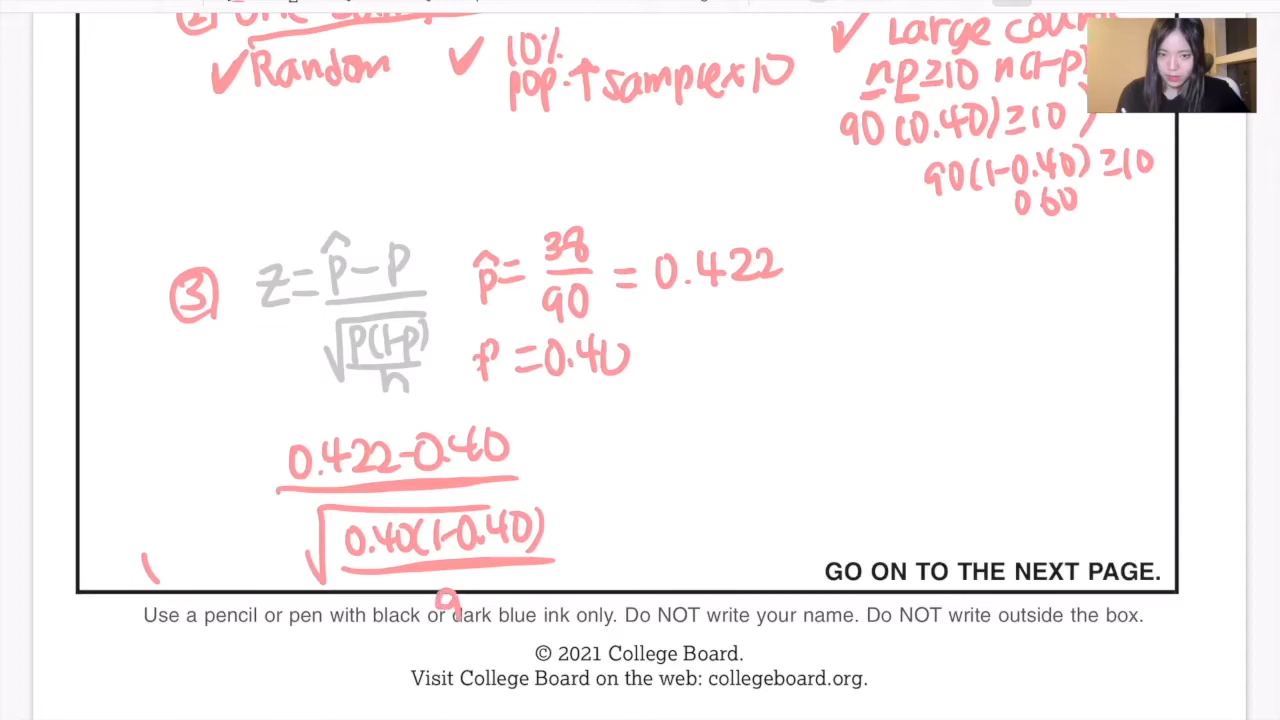 ②
✓ Random ✓ 10%
pop. ↑ sample x 10
✓ Large
np ≥ 10 n(1-p)
90(0.40) ≥ 10
90(1-0.40) ≥ 10
0.60
③ z = p̂ - p / √(p(1-p)/n)
p̂ = 38/90 = 0.422
p = 0.40
0.422-0.40
√0.40(1-0.40)
9
GO ON TO THE NEXT PAGE.
Use a pencil or pen with black or dark blue ink only. Do NOT write your name. Do NOT write outside the box.
© 2021 College Board.
Visit College Board on the web: collegeboard.org.